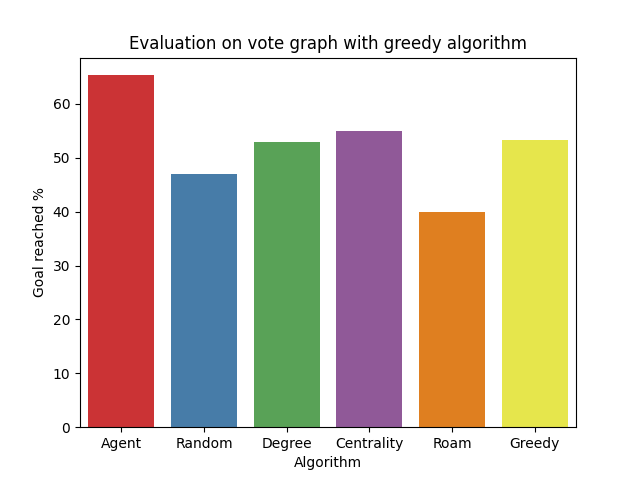 Evaluation on vote graph with greedy algorithm
Goal reached %
60
50
40
30
20
10
0
Agent Random Degree Centrality Roam Greedy
Algorithm